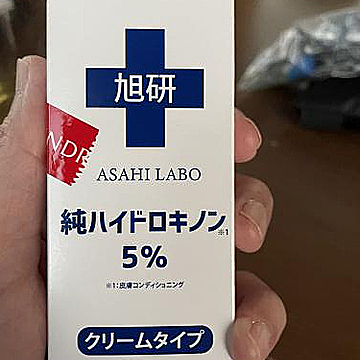 旭研
NDR
ASAHI LABO
純ハイドロキノン※1
5%
※1:皮膚コンディショニング
クリームタイプ